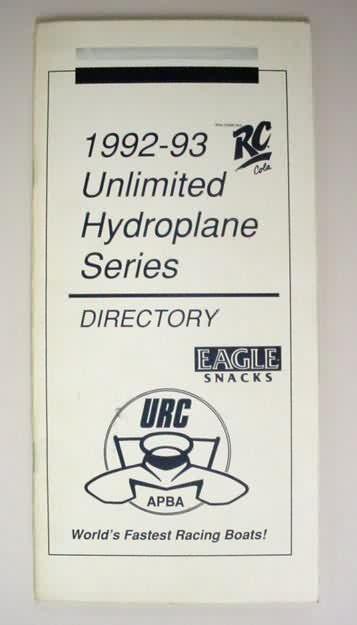 1992-93
RC
Cola
Unlimited
Hydroplane
Series
DIRECTORY
EAGLE
SNACKS
URC
APBA
World's Fastest Racing Boats!